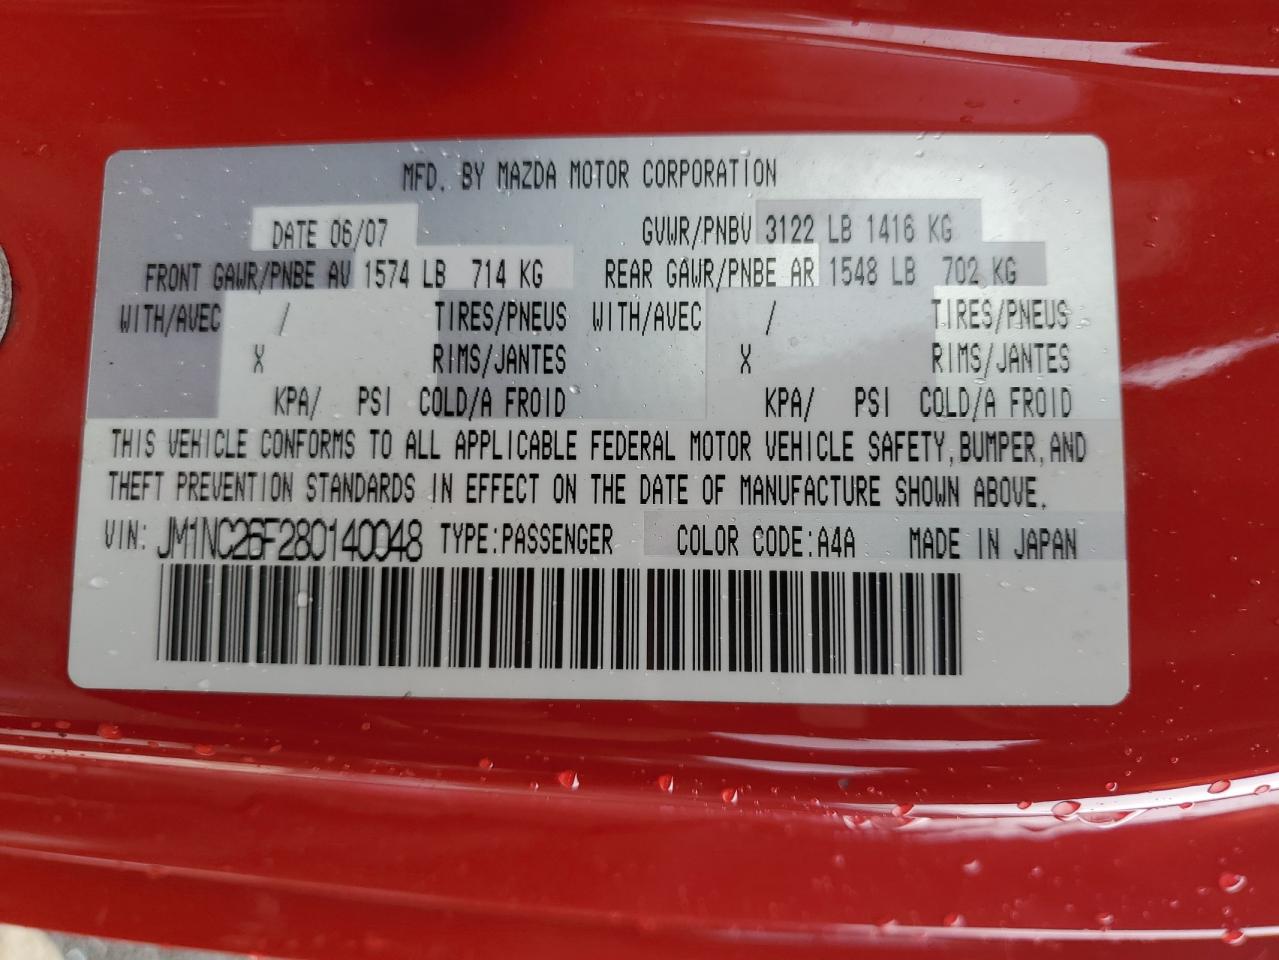 MFD. BY MAZDA MOTOR CORPORATION
DATE 06/07 GVWR/PNBV 3122 LB 1416 KG
FRONT GAWR/PNBE AV 1574 LB 714 KG REAR GAWR/PNBE AR 1548 LB 702 KG
WITH/AVEC / TIRES/PNEUS WITH/AVEC / TIRES/PNEUS
X RIMS/JANTES X RIMS/JANTES
KPA/ PSI COLD/A FROID KPA/ PSI COLD/A FROID
THIS VEHICLE CONFORMS TO ALL APPLICABLE FEDERAL MOTOR VEHICLE SAFETY, BUMPER, AND
THEFT PREVENTION STANDARDS IN EFFECT ON THE DATE OF MANUFACTURE SHOWN ABOVE.
VIN: JM1NC26F280140048 TYPE:PASSENGER COLOR CODE:A4A MADE IN JAPAN